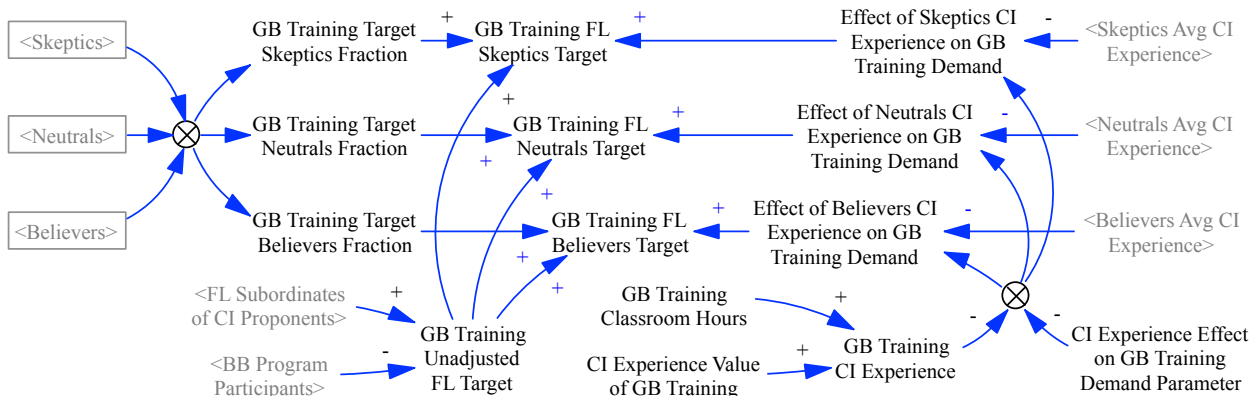 <Skeptics>
GB Training Target
Skeptics Fraction
+
GB Training FL
Skeptics Target
+
Effect of Skeptics CI
Experience on GB
Training Demand
-
<Skeptics Avg CI
Experience>
<Neutrals>
GB Training Target
Neutrals Fraction
+
+
GB Training FL
Neutrals Target
+
Effect of Neutrals CI
Experience on GB
Training Demand
-
<Neutrals Avg CI
Experience>
<Believers>
GB Training Target
Believers Fraction
+
+
GB Training FL
Believers Target
+
+
+
Effect of Believers CI
Experience on GB
Training Demand
-
<Believers Avg CI
Experience>
<FL Subordinates
of CI Proponents>
+
<BB Program
Participants>
-
GB Training
Unadjusted
FL Target
GB Training
Classroom Hours
+
CI Experience Value
of GB Training
+
GB Training
CI Experience
-
-
CI Experience Effect
on GB Training
Demand Parameter